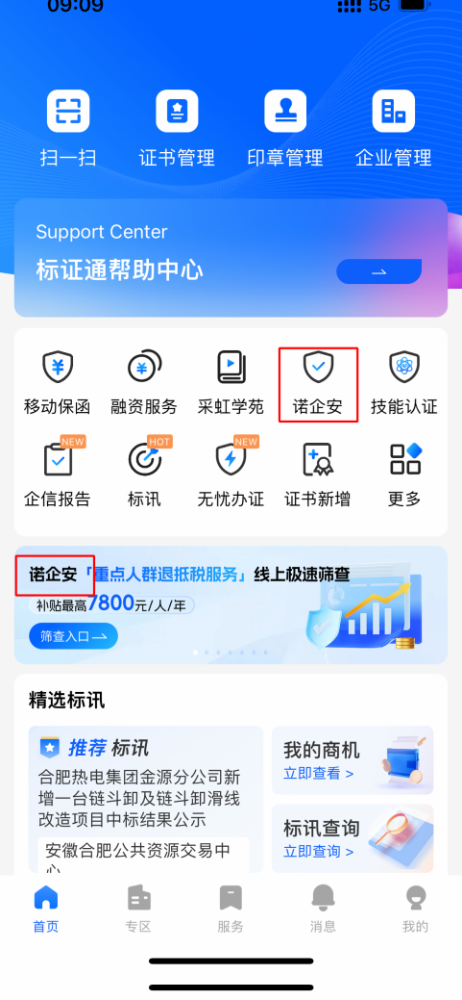 09:09 5G
扫一扫 证书管理 印章管理 企业管理
Support Center
标证通帮助中心
移动保函 融资服务 采虹学苑 诺企安 技能认证
NEW HOT NEW
企信报告 标讯 无忧办证 证书新增 更多
诺企安「重点人群退抵税服务」线上极速筛查
补贴最高7800元/人/年
筛查入口
精选标讯
推荐 标讯
合肥热电集团金源分公司新
增一台链斗卸及链斗卸滑线
改造项目中标结果公示
安徽合肥公共资源交易中
心
我的商机
立即查看 >
标讯查询
立即查询 >
首页 专区 服务 消息 我的